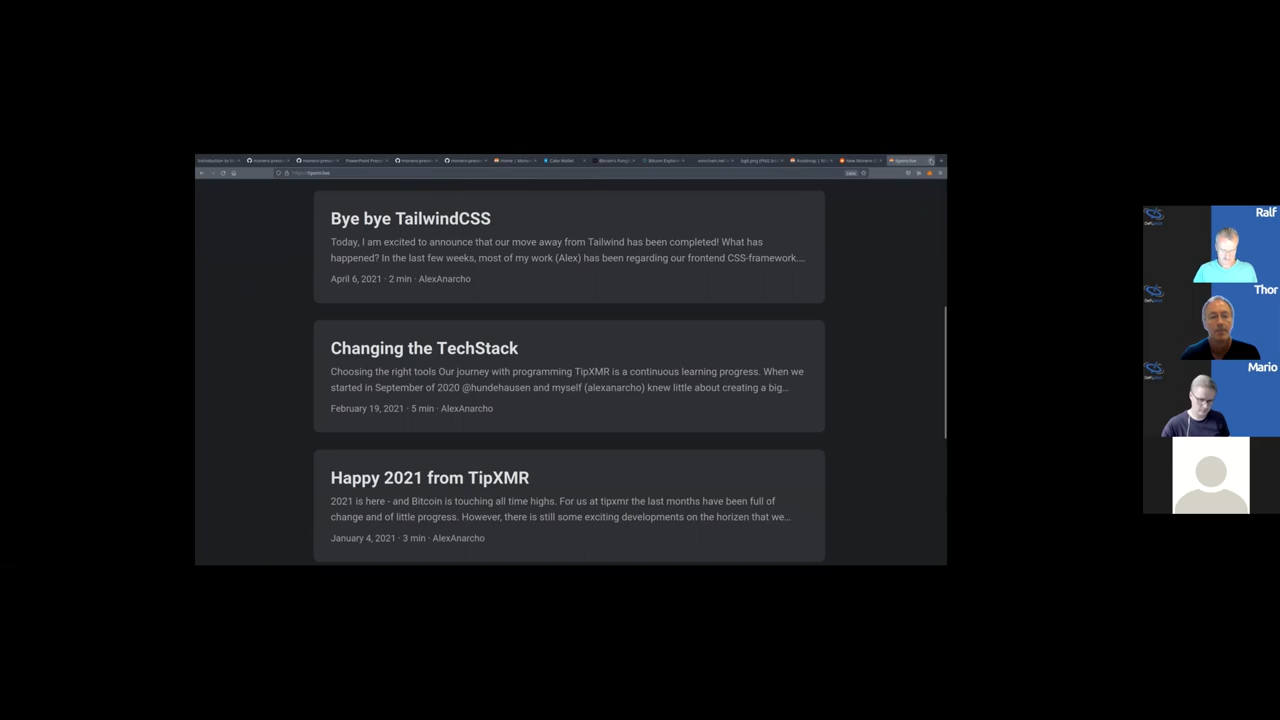 Bye bye TailwindCSS
Today, I am excited to announce that our move away from Tailwind has been completed! What has
happened? In the last few weeks, most of my work (Alex) has been regarding our frontend CSS-framework....
April 6, 2021 · 2 min · AlexAnarcho
Changing the TechStack
Choosing the right tools Our journey with programming TipXMR is a continuous learning progress. When we
started in September of 2020 @hundehausen and myself (alexanarcho) knew little about creating a big...
February 19, 2021 · 5 min · AlexAnarcho
Happy 2021 from TipXMR
2021 is here - and Bitcoin is touching all time highs. For us at tipxmr the last months have been full of
change and of little progress. However, there is still some exciting developments on the horizen that we...
January 4, 2021 · 3 min · AlexAnarcho
Ralf
Thor
Mario